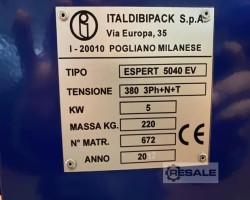 R ITALDIBIPACK S.p.A
Via Europa, 35
I - 20010 POGLIANO MILANESE
TIPO ESPERT 5040 EV
TENSIONE 380 3Ph+N+T
KW 5
MASSA KG. 220
N° MATR. 672
ANNO 20
RESALE